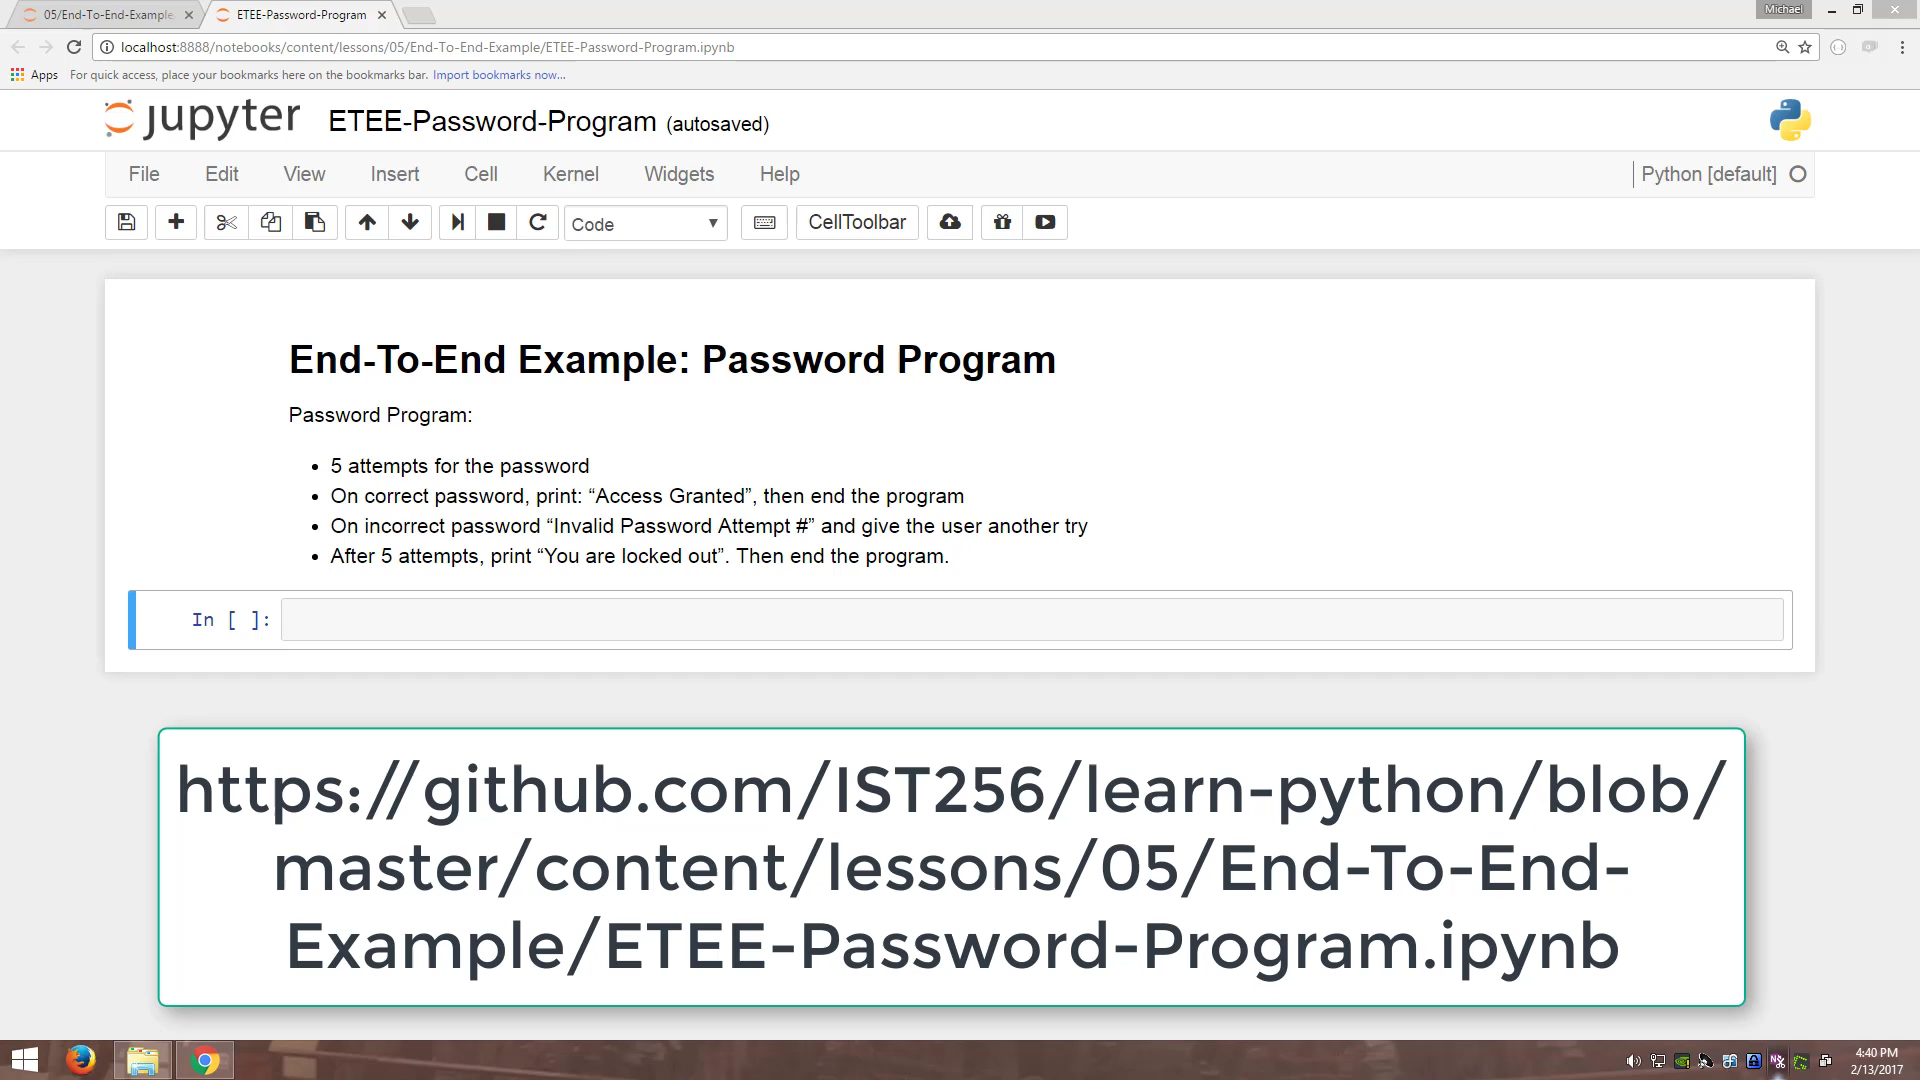 05/End-To-End-Example
ETEE-Password-Program
Michael
localhost:8888/notebooks/content/lessons/05/End-To-End-Example/ETEE-Password-Program.ipynb
Apps For quick access, place your bookmarks here on the bookmarks bar. Import bookmarks now...
jupyter ETEE-Password-Program (autosaved)
File Edit View Insert Cell Kernel Widgets Help Python [default]
Code CellToolbar
End-To-End Example: Password Program
Password Program:
• 5 attempts for the password
• On correct password, print: “Access Granted”, then end the program
• On incorrect password “Invalid Password Attempt #” and give the user another try
• After 5 attempts, print “You are locked out”. Then end the program.
In [ ]:
https://github.com/IST256/learn-python/blob/
master/content/lessons/05/End-To-End-
Example/ETEE-Password-Program.ipynb
4:40 PM
2/13/2017